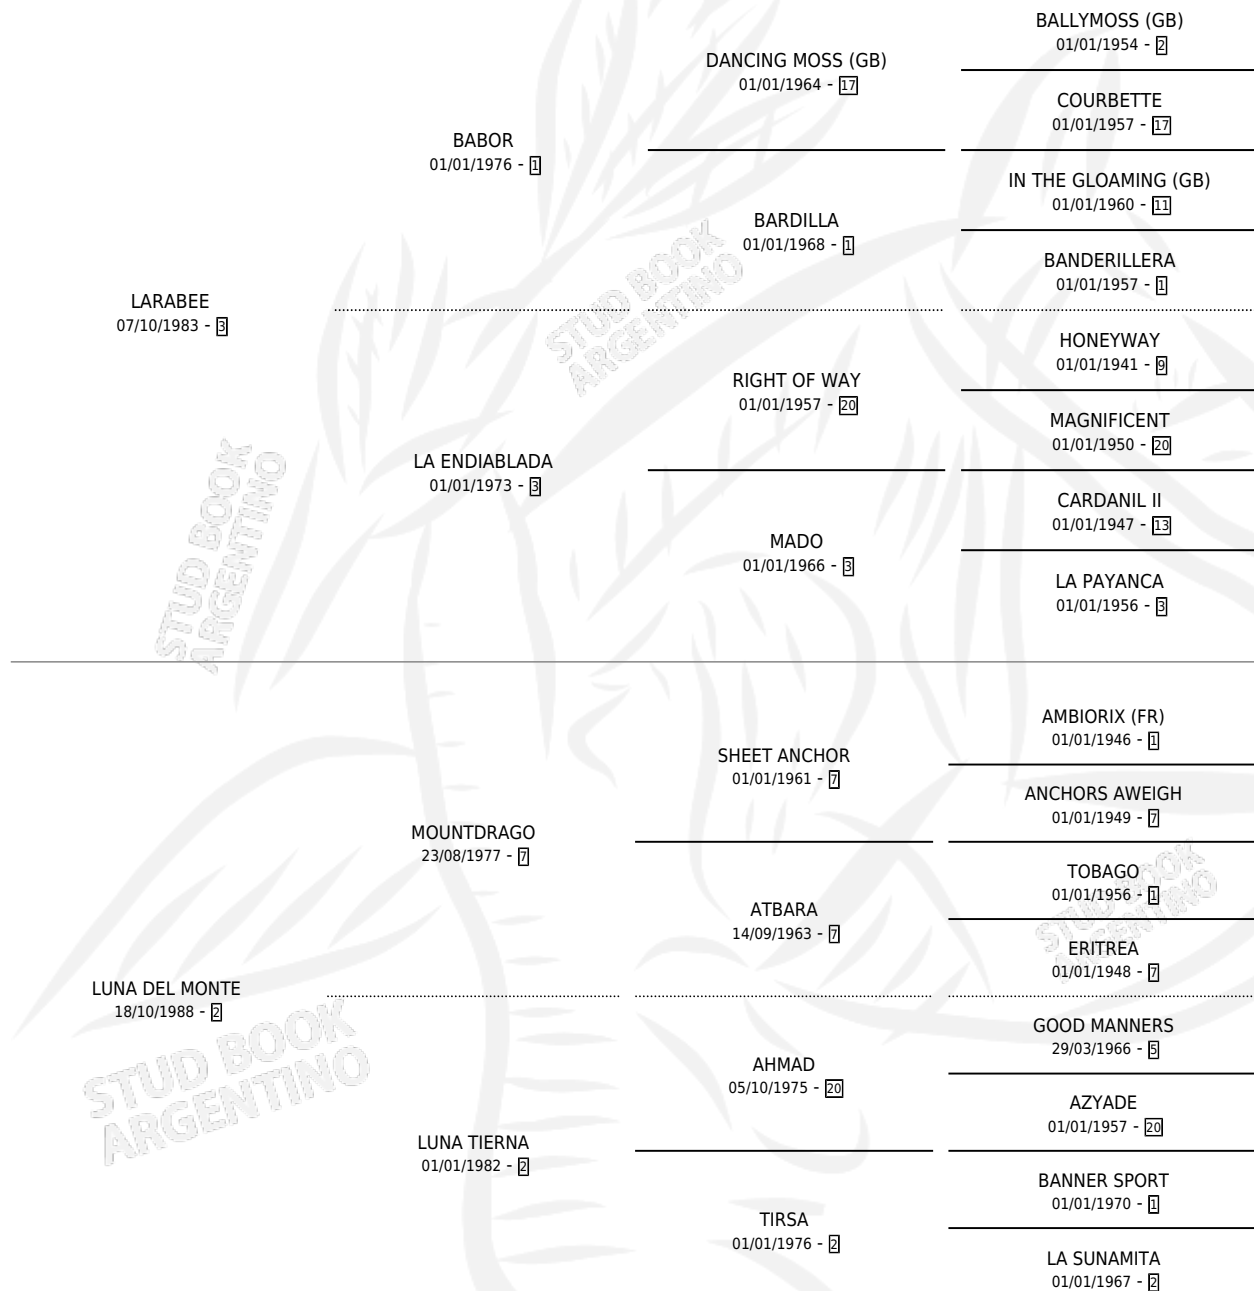 BALLYMOSS (GB)
01/01/1954 - 2
DANCING MOSS (GB)
01/01/1964 - 17
COURBETTE
01/01/1957 - 17
BABOR
01/01/1976 - 1
IN THE GLOAMING (GB)
01/01/1960 - 11
BARDILLA
01/01/1968 - 1
BANDERILLERA
01/01/1957 - 1
LARABEE
07/10/1983 - 3
HONEYWAY
01/01/1941 - 9
RIGHT OF WAY
01/01/1957 - 20
MAGNIFICENT
01/01/1950 - 20
LA ENDIABLADA
01/01/1973 - 3
CARDANIL II
01/01/1947 - 13
MADO
01/01/1966 - 3
LA PAYANCA
01/01/1956 - 3
AMBIORIX (FR)
01/01/1946 - 1
SHEET ANCHOR
01/01/1961 - 7
ANCHORS AWEIGH
01/01/1949 - 7
MOUNTDRAGO
23/08/1977 - 7
TOBAGO
01/01/1956 - 1
ATBARA
14/09/1963 - 7
ERITREA
01/01/1948 - 7
LUNA DEL MONTE
18/10/1988 - 2
GOOD MANNERS
29/03/1966 - 5
AHMAD
05/10/1975 - 20
AZYADE
01/01/1957 - 20
LUNA TIERNA
01/01/1982 - 2
BANNER SPORT
01/01/1970 - 1
TIRSA
01/01/1976 - 2
LA SUNAMITA
01/01/1967 - 2
STUD BOOK
ARGENTINO
STUD BOOK
ARGENTINO
STUD BOOK
ARGENTINO
STUD BOOK
ARGENTINO